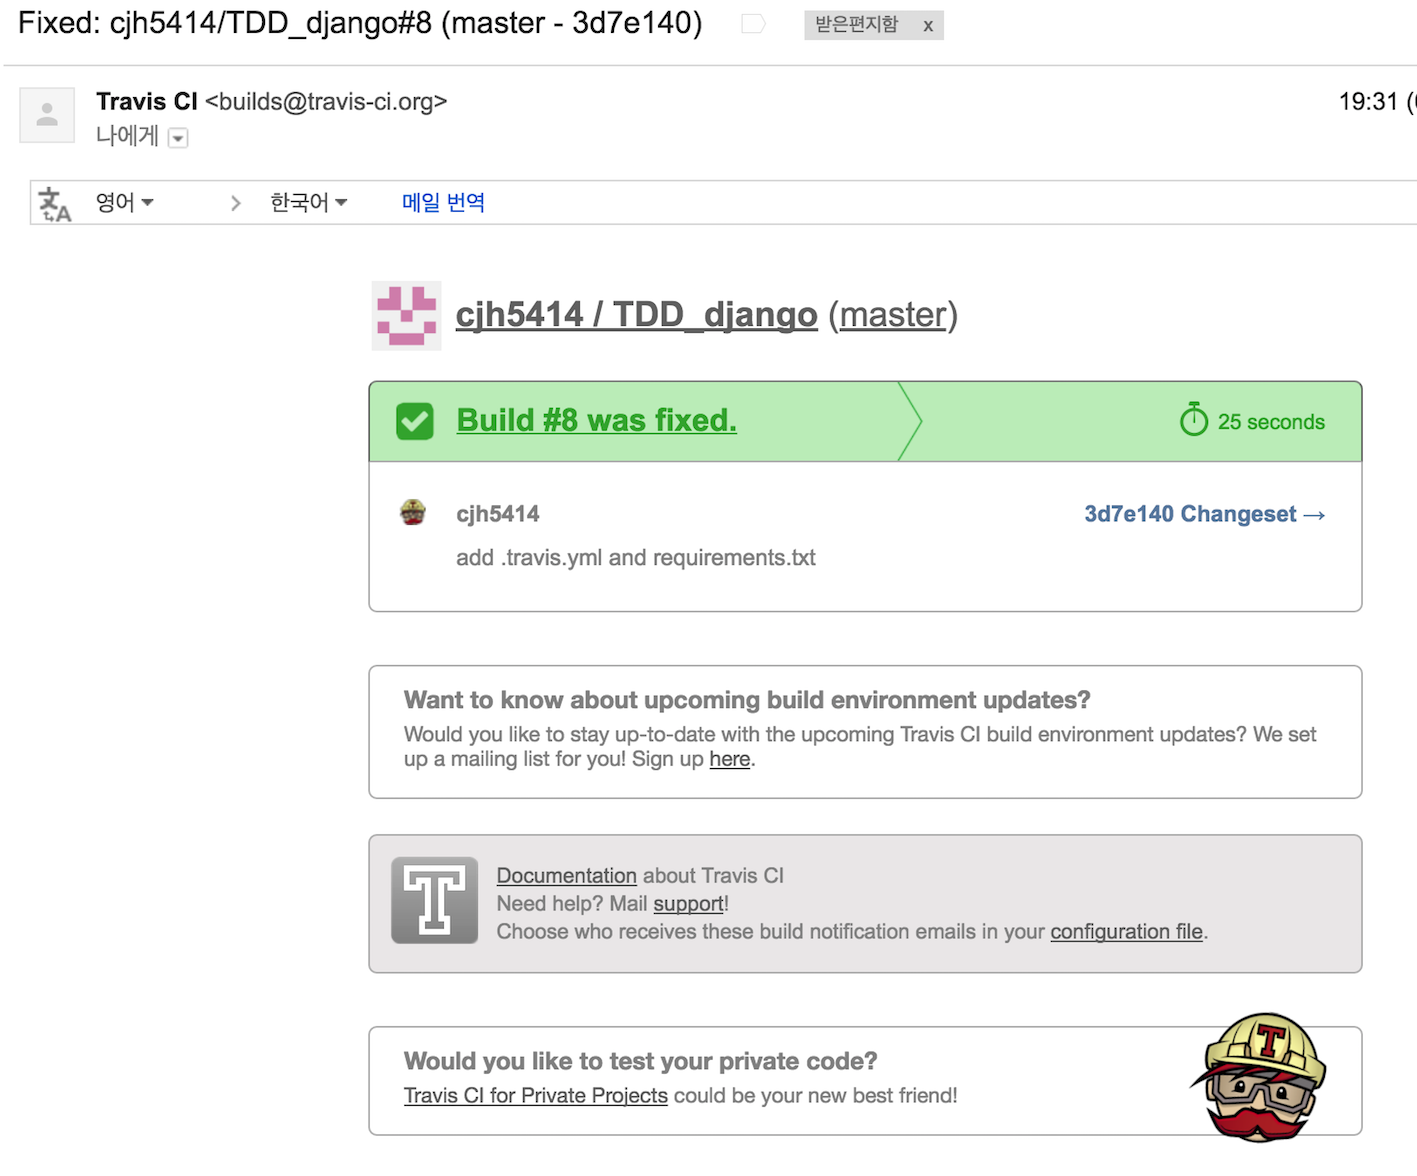 Fixed: cjh5414/TDD_django#8 (master - 3d7e140)
받은편지함 x
Travis CI <builds@travis-ci.org>
19:31 (
나에게
영어
한국어
메일 번역
cjh5414 / TDD_django (master)
Build #8 was fixed.
25 seconds
cjh5414
3d7e140 Changeset →
add .travis.yml and requirements.txt
Want to know about upcoming build environment updates?
Would you like to stay up-to-date with the upcoming Travis CI build environment updates? We set
up a mailing list for you! Sign up here.
T
Documentation about Travis CI
Need help? Mail support!
Choose who receives these build notification emails in your configuration file.
T
Would you like to test your private code?
Travis CI for Private Projects could be your new best friend!